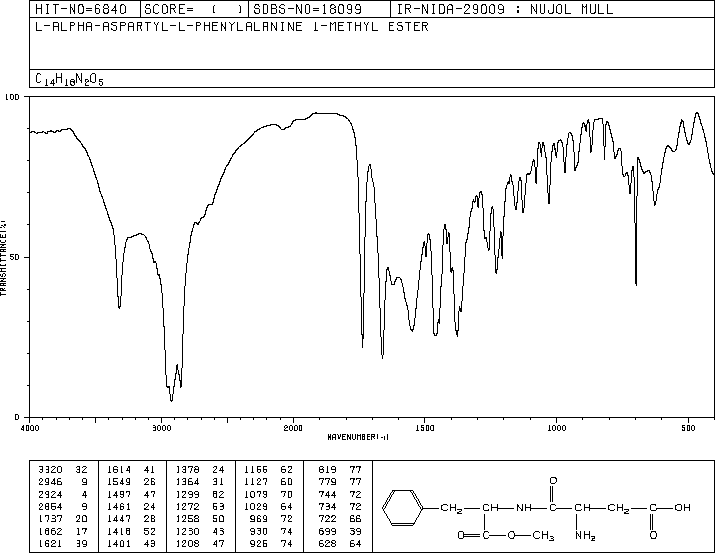 HIT-NO=6840 SCORE= ( ) SDBS-NO=18099 IR-NIDA-29009 : NUJOL MULL
L-ALPHA-ASPARTYL-L-PHENYLALANINE 1-METHYL ESTER
C14H18N2O5
100
50
0
TRANSMITTANCE(%)
4000 3000 2000 1500 1000 500
WAVENUMBER(-1)
3320 32 1614 41 1378 24 1166 62 819 77
2946 9 1549 26 1364 31 1127 60 779 77
2924 4 1497 47 1299 62 1079 70 744 72
2854 9 1461 24 1272 63 1029 64 734 72
1737 20 1447 28 1258 50 969 72 722 66
1662 17 1418 52 1230 43 930 74 699 39
1621 39 1401 43 1208 47 926 74 628 64
O
CH2 CH NH C CH CH2 C OH
O C O CH3 NH2 O